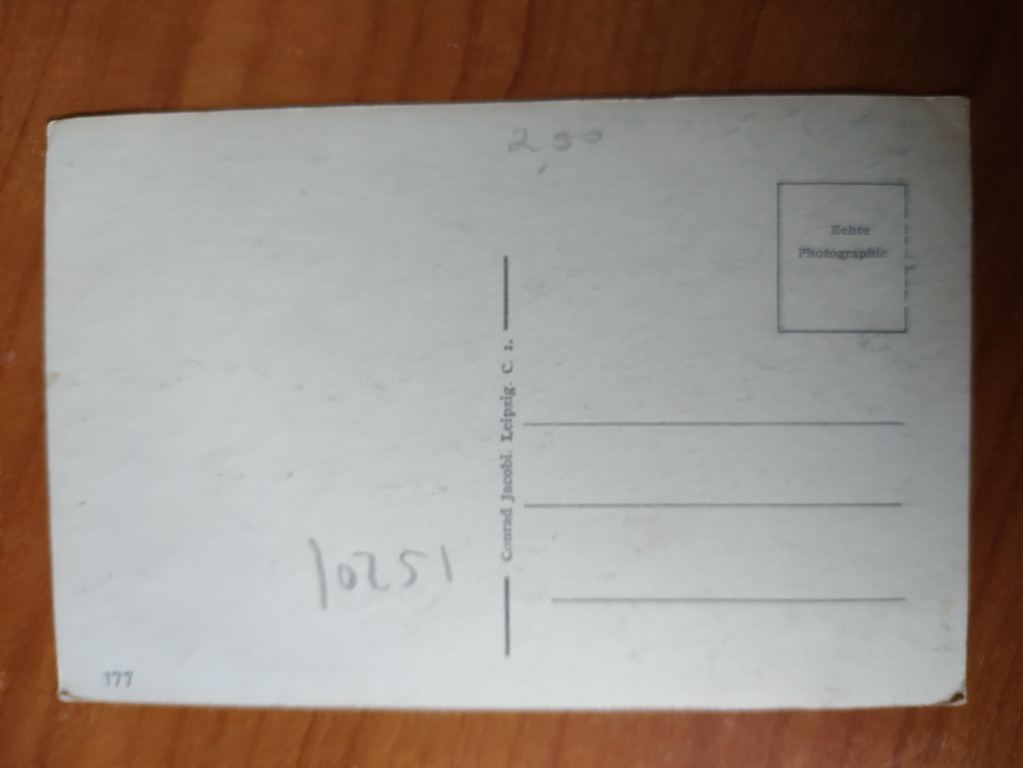 2,50
Echte
Photographie
Conrad Jacobi. Leipzig. C. 1.
10251
177